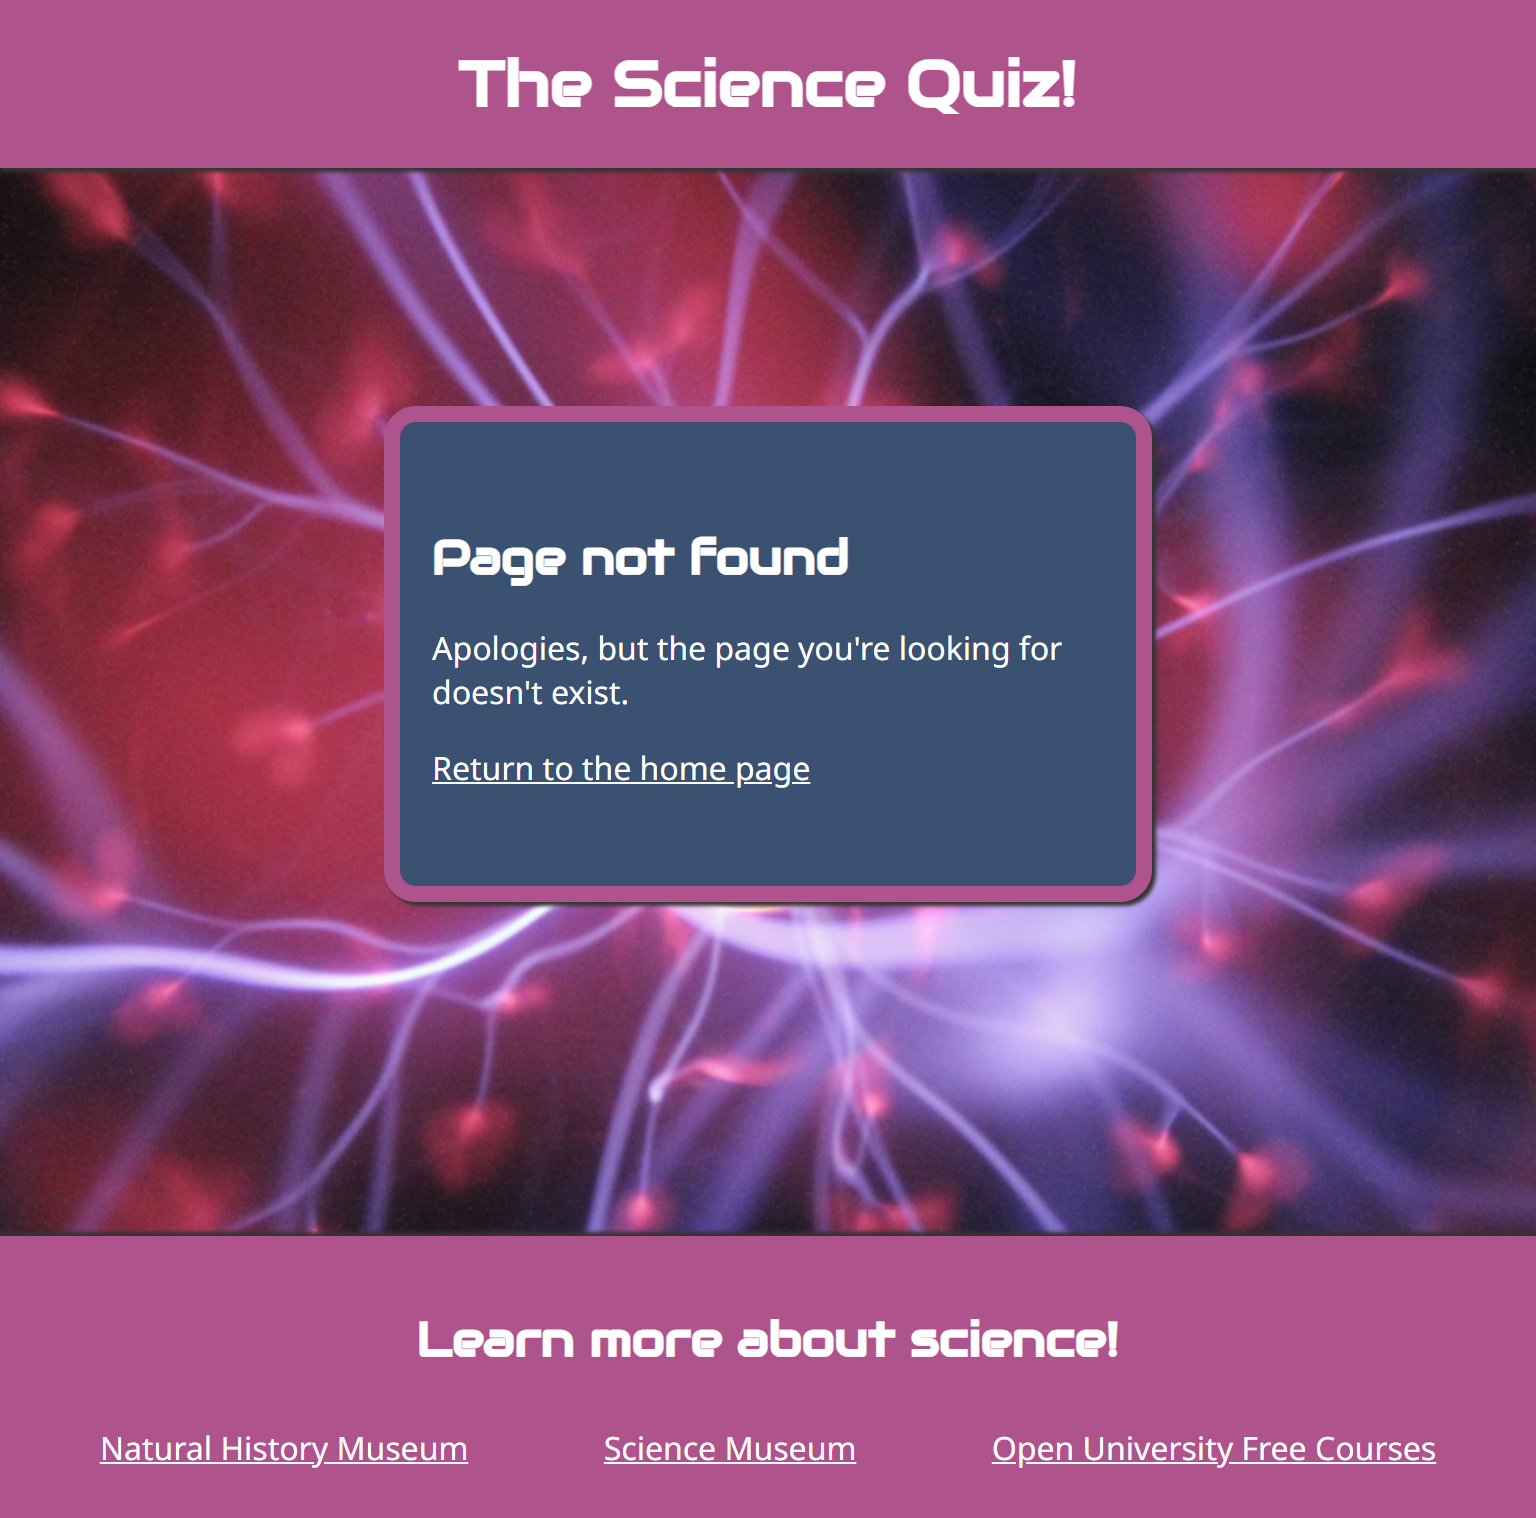 The Science Quiz!
Page not found
Apologies, but the page you're looking for
doesn't exist.
Return to the home page
Learn more about science!
Natural History Museum
Science Museum
Open University Free Courses